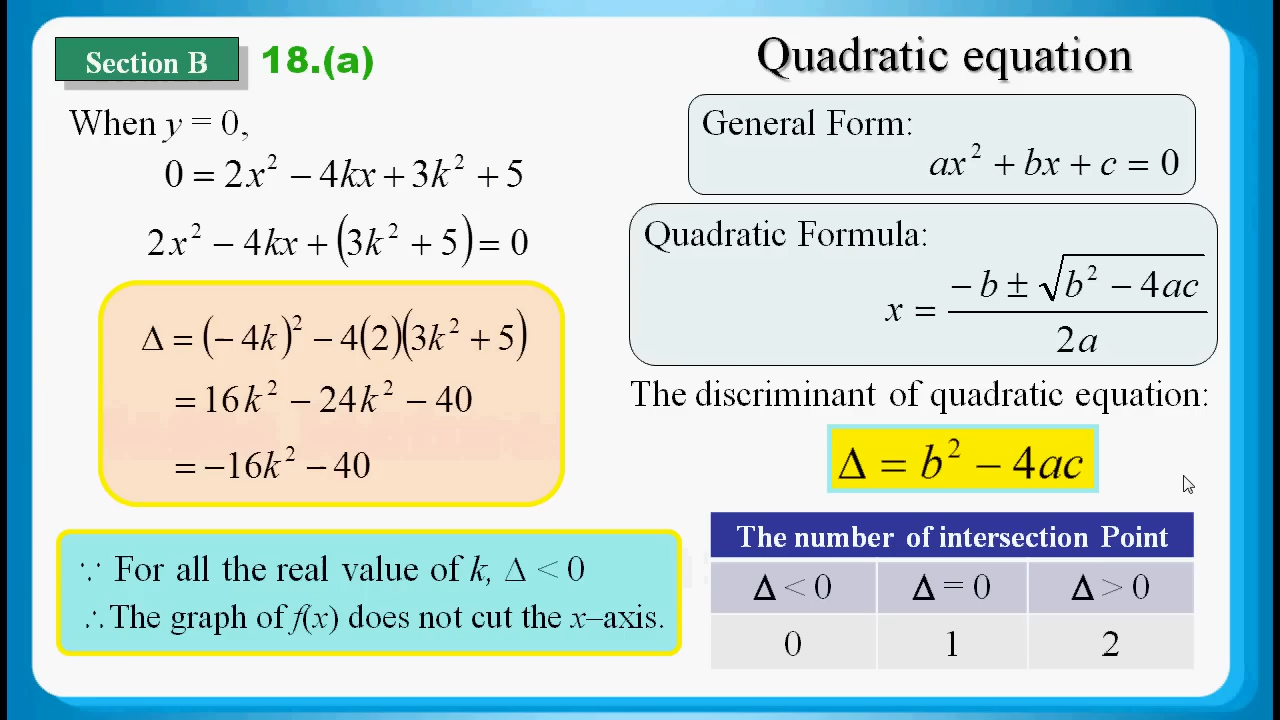 Section B 18.(a)
When y = 0,
0 = 2x² − 4kx + 3k² + 5
2x² − 4kx + (3k² + 5) = 0
Δ = (− 4k)² − 4(2)(3k² + 5)
= 16k² − 24k² − 40
= −16k² − 40
∵ For all the real value of k, Δ < 0
∴ The graph of f(x) does not cut the x–axis.
Quadratic equation
General Form:
ax² + bx + c = 0
Quadratic Formula:
x = (− b ± √(b² − 4ac)) / 2a
The discriminant of quadratic equation:
Δ = b² − 4ac
The number of intersection Point
Δ < 0 Δ = 0 Δ > 0
0 1 2